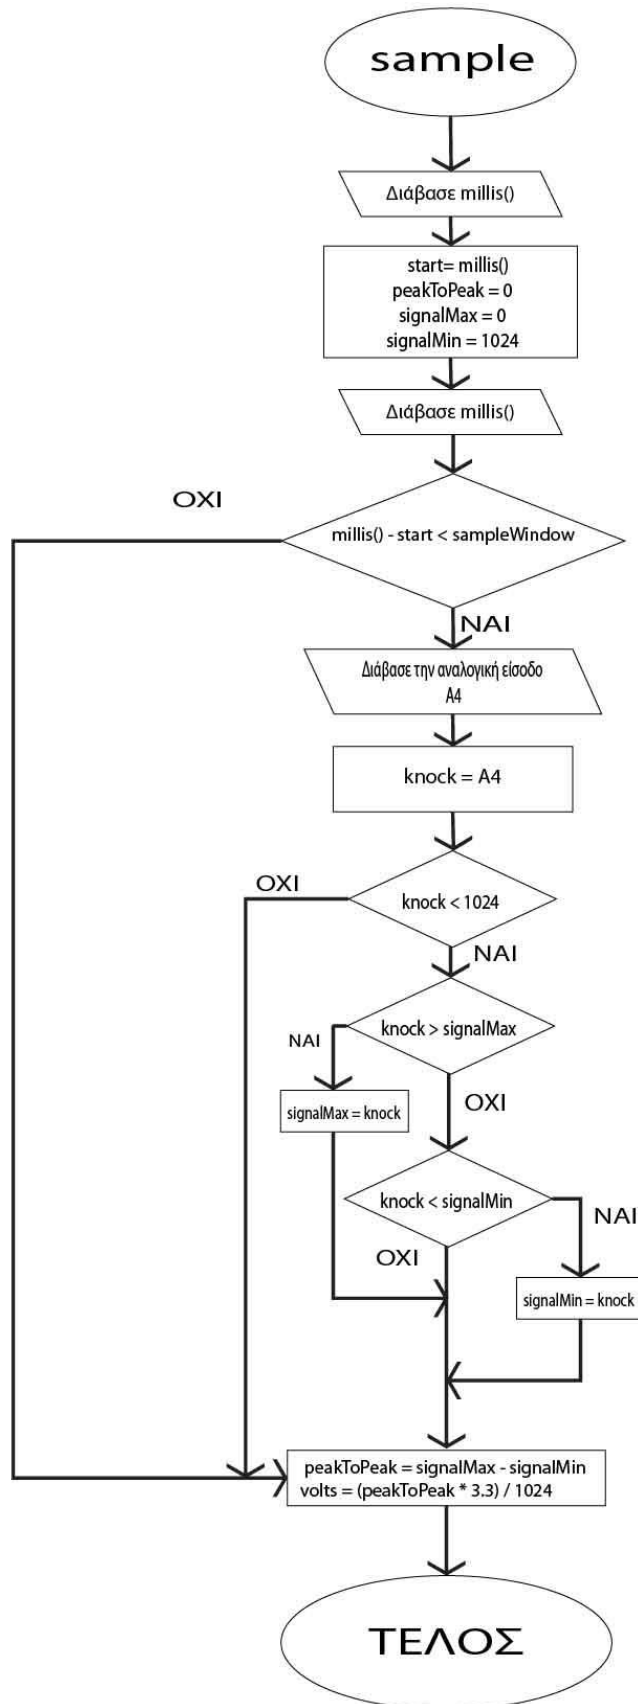 sample
Διάβασε millis()
start= millis()
peakToPeak = 0
signalMax = 0
signalMin = 1024
Διάβασε millis()
ΟΧΙ
millis() - start < sampleWindow
ΝΑΙ
Διάβασε την αναλογική είσοδο
A4
knock = A4
ΟΧΙ
knock < 1024
ΝΑΙ
knock > signalMax
ΝΑΙ
signalMax = knock
ΟΧΙ
knock < signalMin
ΝΑΙ
ΟΧΙ
signalMin = knock
peakToPeak = signalMax - signalMin
volts = (peakToPeak * 3.3) / 1024
ΤΕΛΟΣ